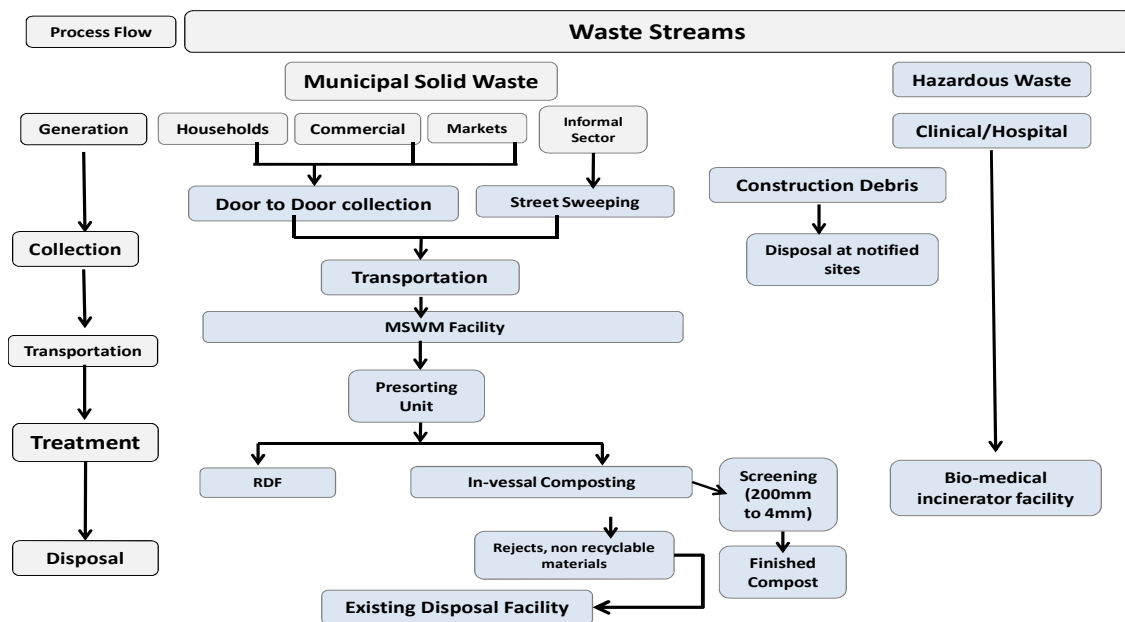 Process Flow
Waste Streams
Municipal Solid Waste
Hazardous Waste
Generation
Households
Commercial
Markets
Informal
Sector
Clinical/Hospital
Door to Door collection
Street Sweeping
Construction Debris
Collection
Disposal at notified
sites
Transportation
MSWM Facility
Transportation
Presorting
Unit
Treatment
RDF
In-vessal Composting
Screening
(200mm
to 4mm)
Bio-medical
incinerator facility
Disposal
Rejects, non recyclable
materials
Finished
Compost
Existing Disposal Facility